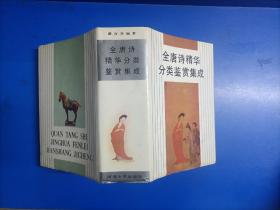 全唐诗精华
分类鉴赏集成
全唐诗
精华分类
鉴赏集成
QUAN TANG SHI
JINGHUA FENLEI
JIANSHANG JICHENG